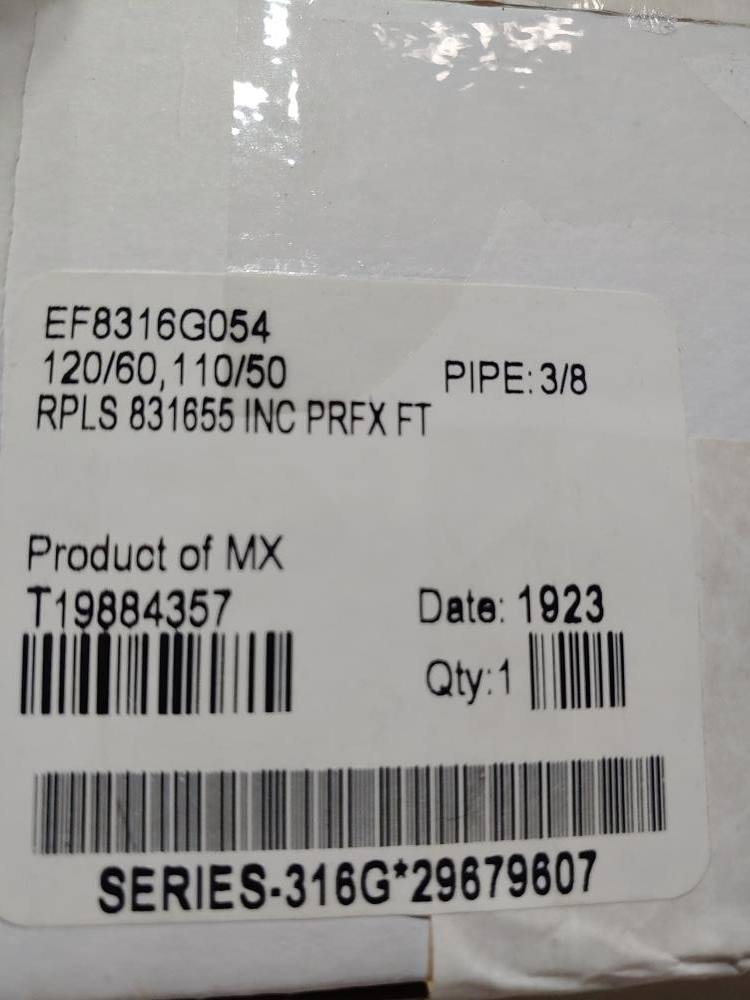 EF8316G054
120/60,110/50
PIPE: 3/8
RPLS 831655 INC PRFX FT
Product of MX
T19884357
Date: 1923
Qty:1
SERIES-316G*29679607